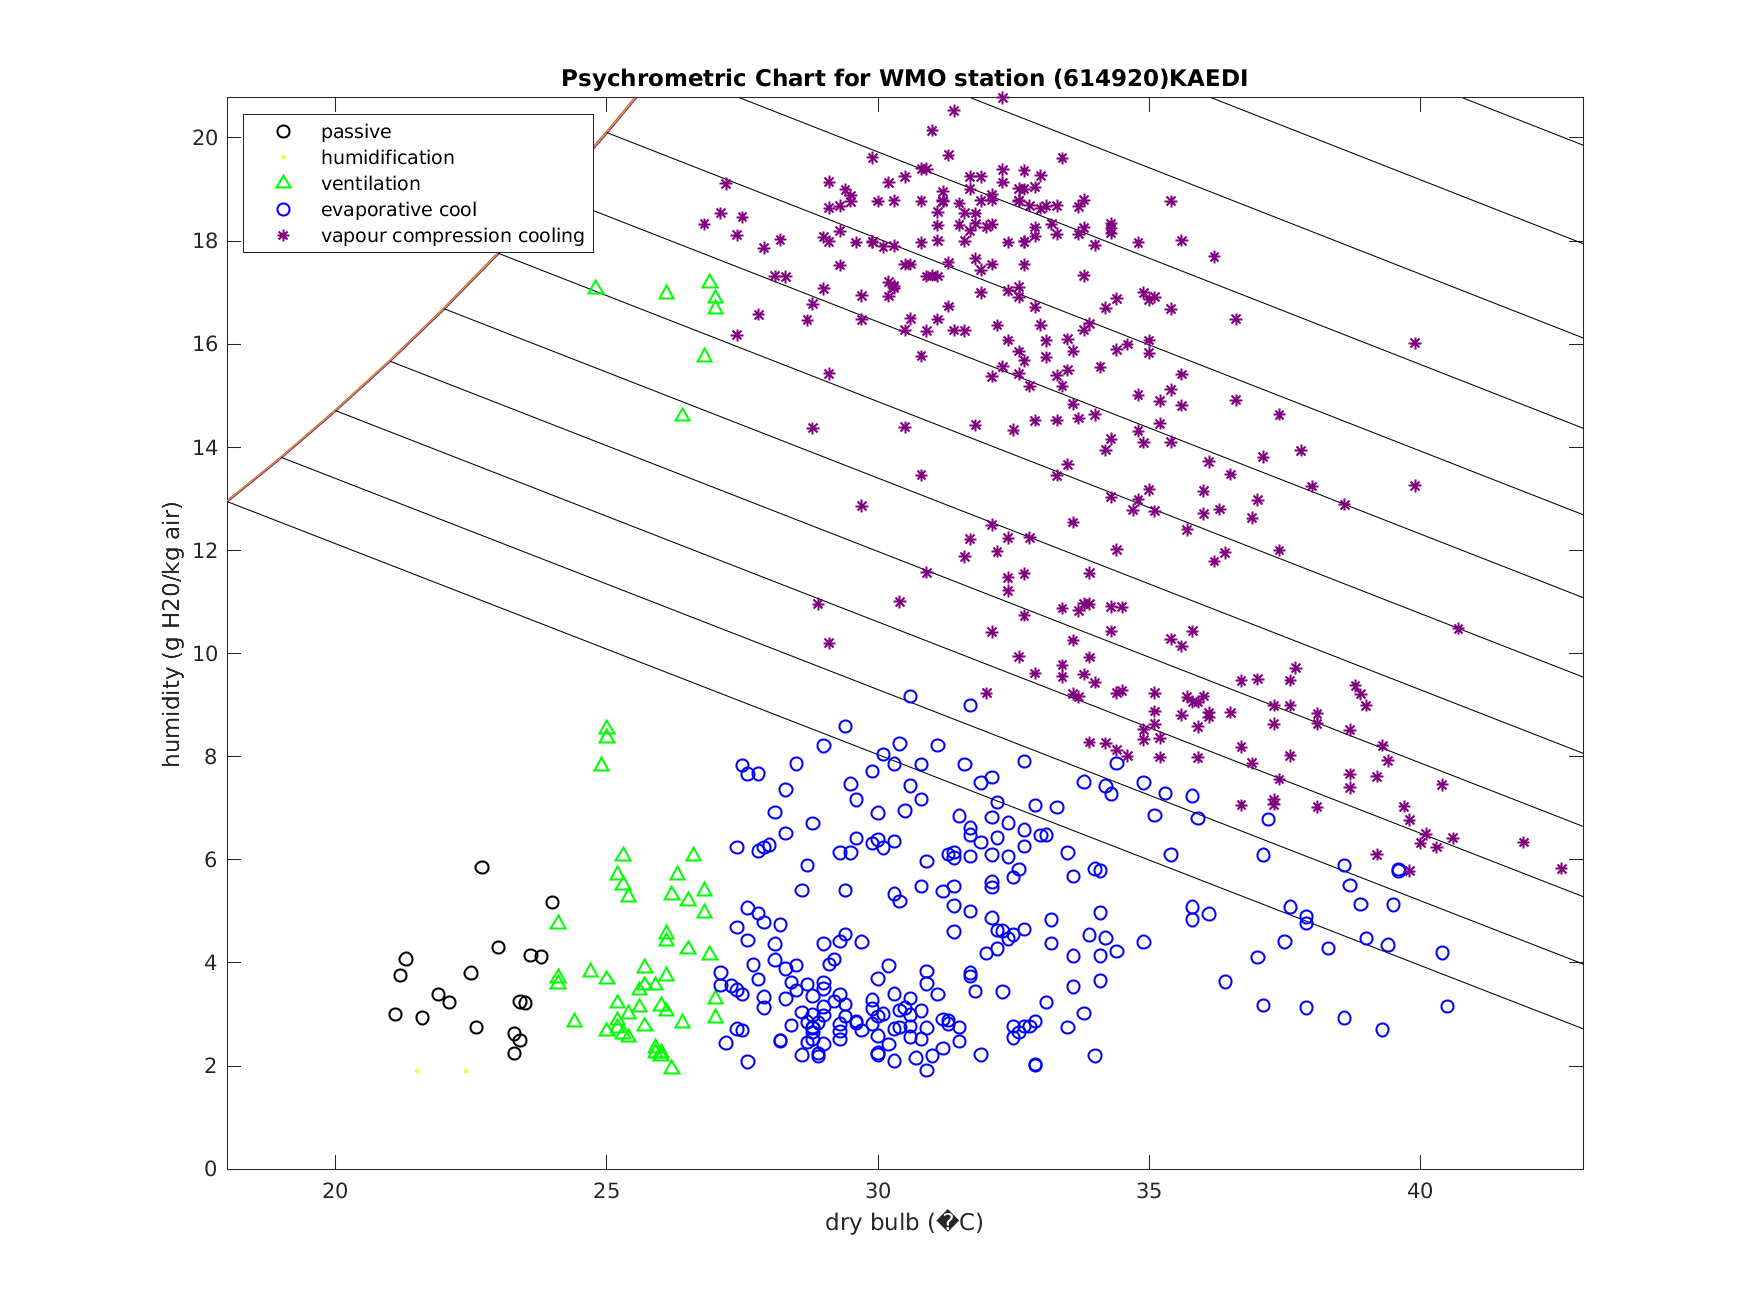 Psychrometric Chart for WMO station (614920)KAEDI
passive
humidification
ventilation
evaporative cool
vapour compression cooling
humidity (g H20/kg air)
20
18
16
14
12
10
8
6
4
2
0
20 25 30 35 40
dry bulb (�C)